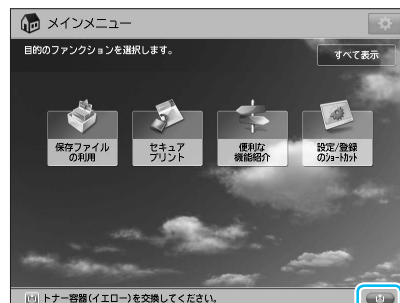 メインメニュー
目的のファンクションを選択します。
すべて表示
保存ファイル
の利用
セキュア
プリント
便利な
機能紹介
設定/登録
のショートカット
トナー容器(イエロー)を交換してください。